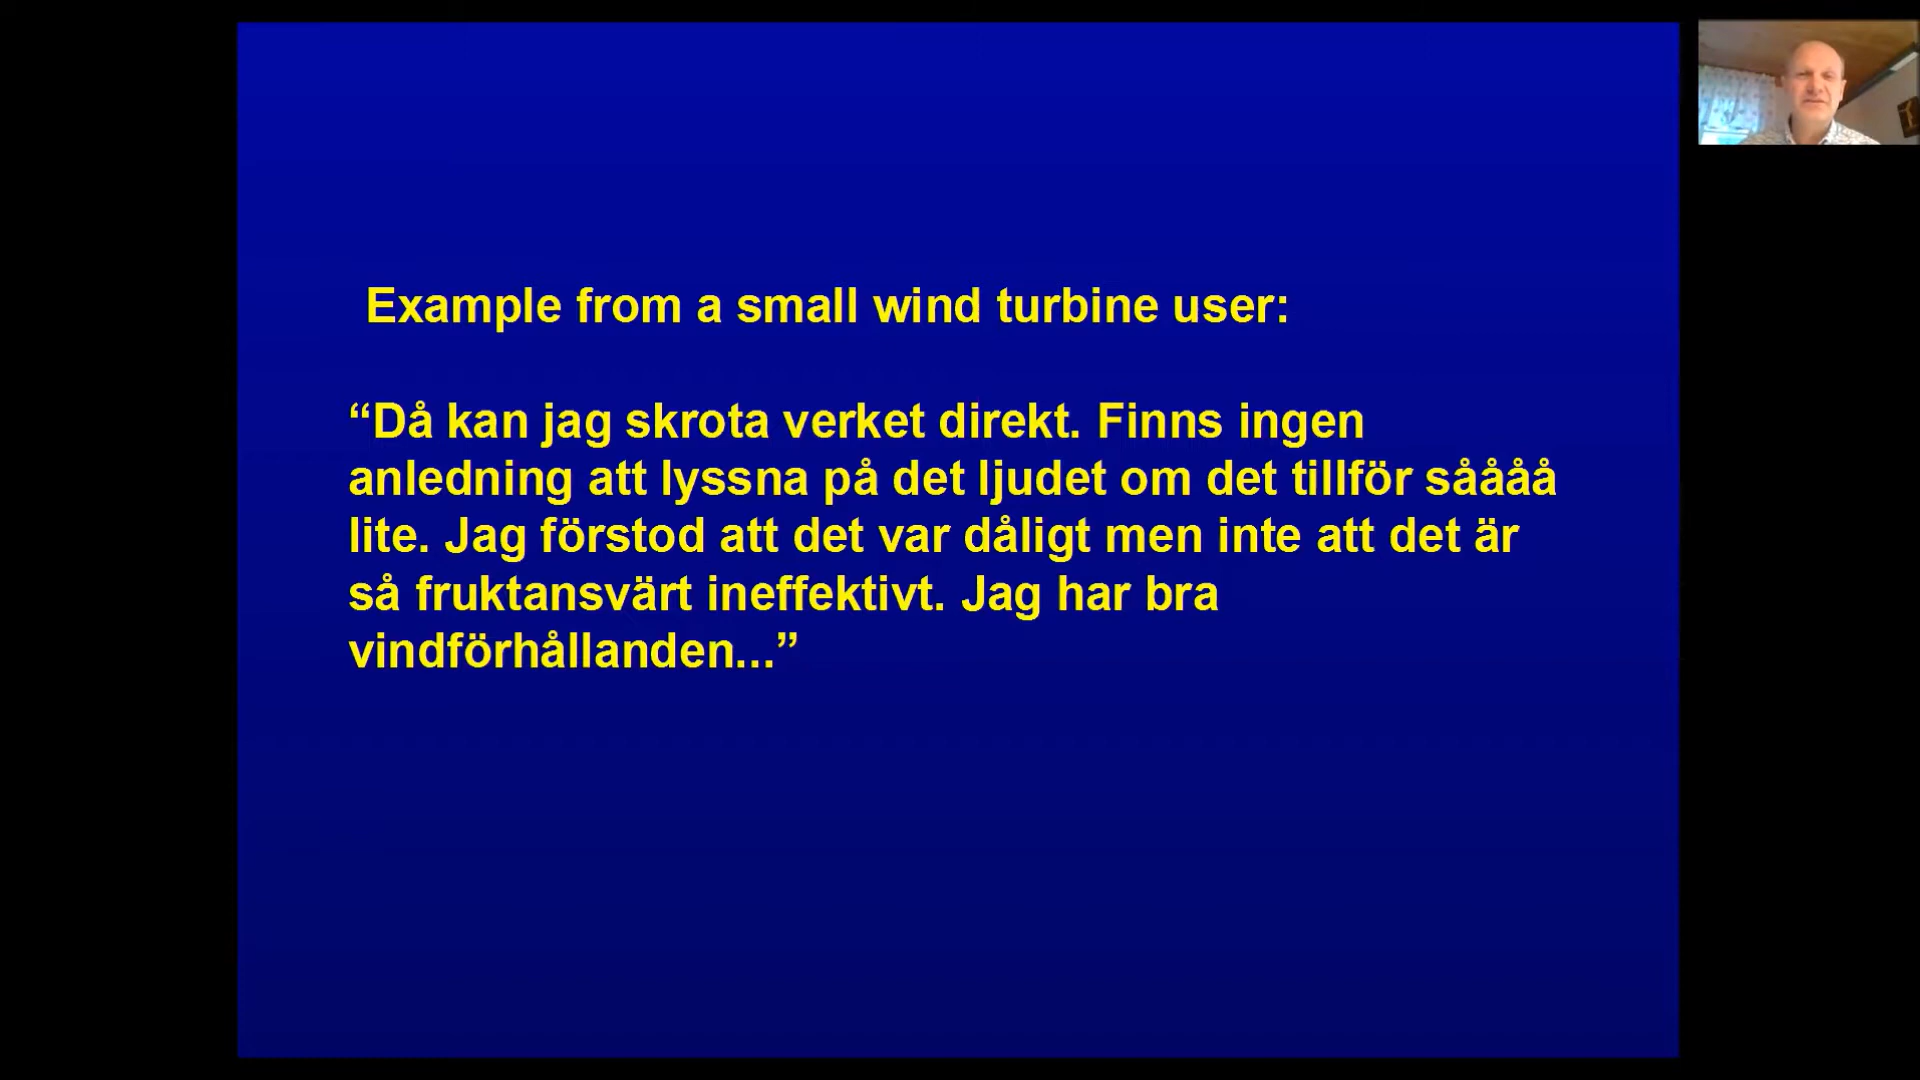 Example from a small wind turbine user:
“Då kan jag skrota verket direkt. Finns ingen
anledning att lyssna på det ljudet om det tillför såååå
lite. Jag förstod att det var dåligt men inte att det är
så fruktansvärt ineffektivt. Jag har bra
vindförhållanden...”